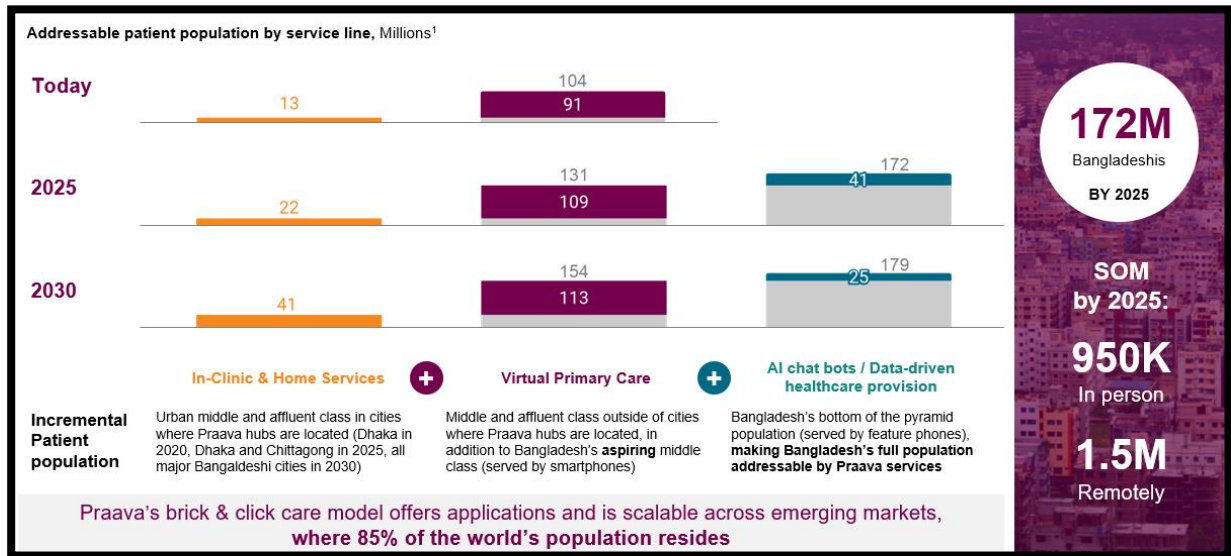 Addressable patient population by service line, Millions¹
Today
13
104
91
2025
22
131
109
172
41
2030
41
154
113
179
25
In-Clinic & Home Services
+
Virtual Primary Care
+
AI chat bots / Data-driven
healthcare provision
Incremental
Patient
population
Urban middle and affluent class in cities
where Praava hubs are located (Dhaka in
2020, Dhaka and Chittagong in 2025, all
major Bangaldeshi cities in 2030)
Middle and affluent class outside of cities
where Praava hubs are located, in
addition to Bangladesh's aspiring middle
class (served by smartphones)
Bangladesh's bottom of the pyramid
population (served by feature phones),
making Bangladesh's full population
addressable by Praava services
Praava's brick & click care model offers applications and is scalable across emerging markets,
where 85% of the world's population resides
172M
Bangladeshis
BY 2025
SOM
by 2025:
950K
In person
1.5M
Remotely